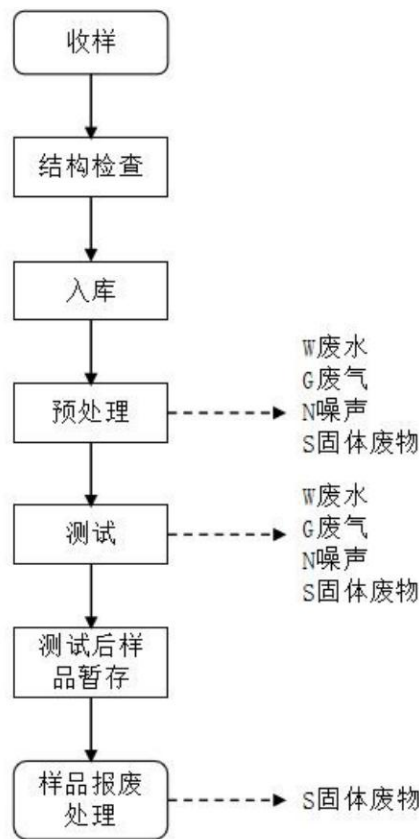 收样
结构检查
入库
预处理
W废水
G废气
N噪声
S固体废物
测试
W废水
G废气
N噪声
S固体废物
测试后样
品暂存
样品报废
处理
S固体废物